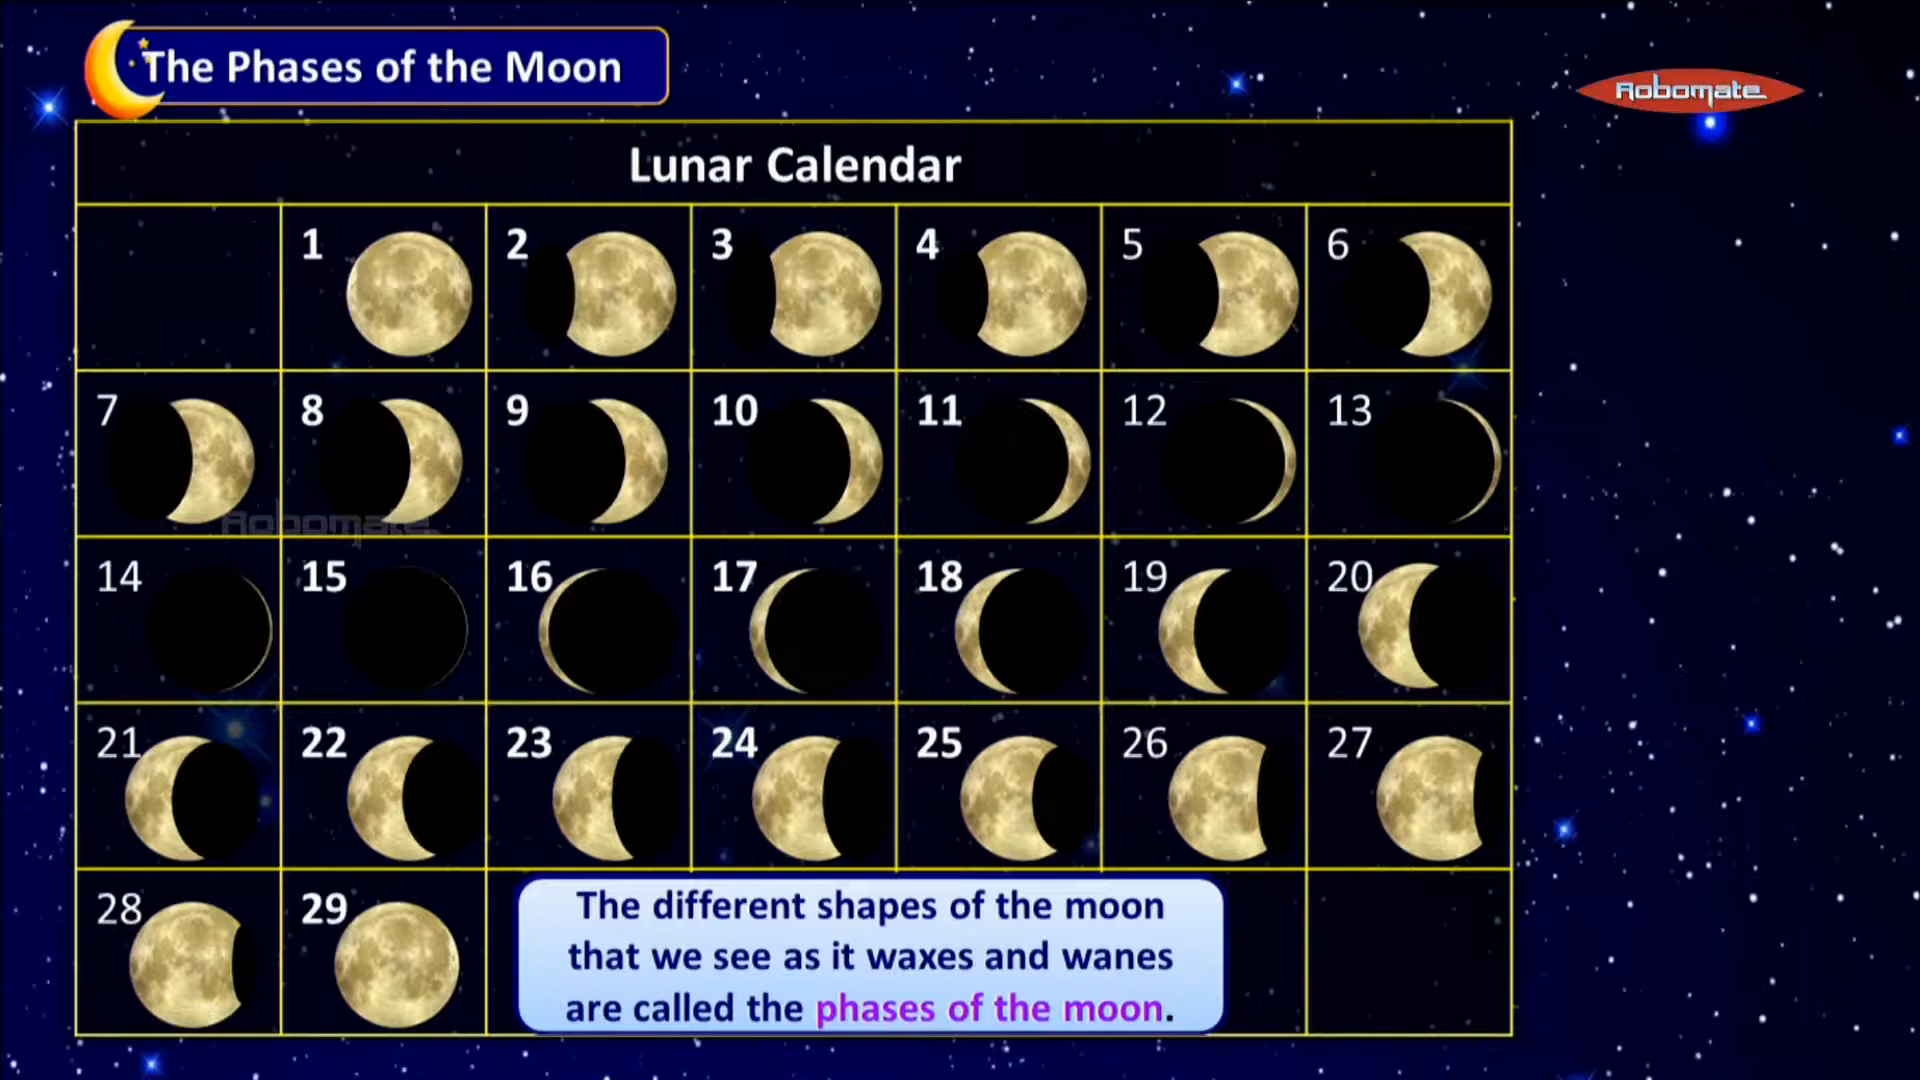 The Phases of the Moon
Robomate
Lunar Calendar
1 2 3 4 5 6
7 8 9 10 11 12 13
Robomate
14 15 16 17 18 19 20
21 22 23 24 25 26 27
28 29
The different shapes of the moon
that we see as it waxes and wanes
are called the phases of the moon.